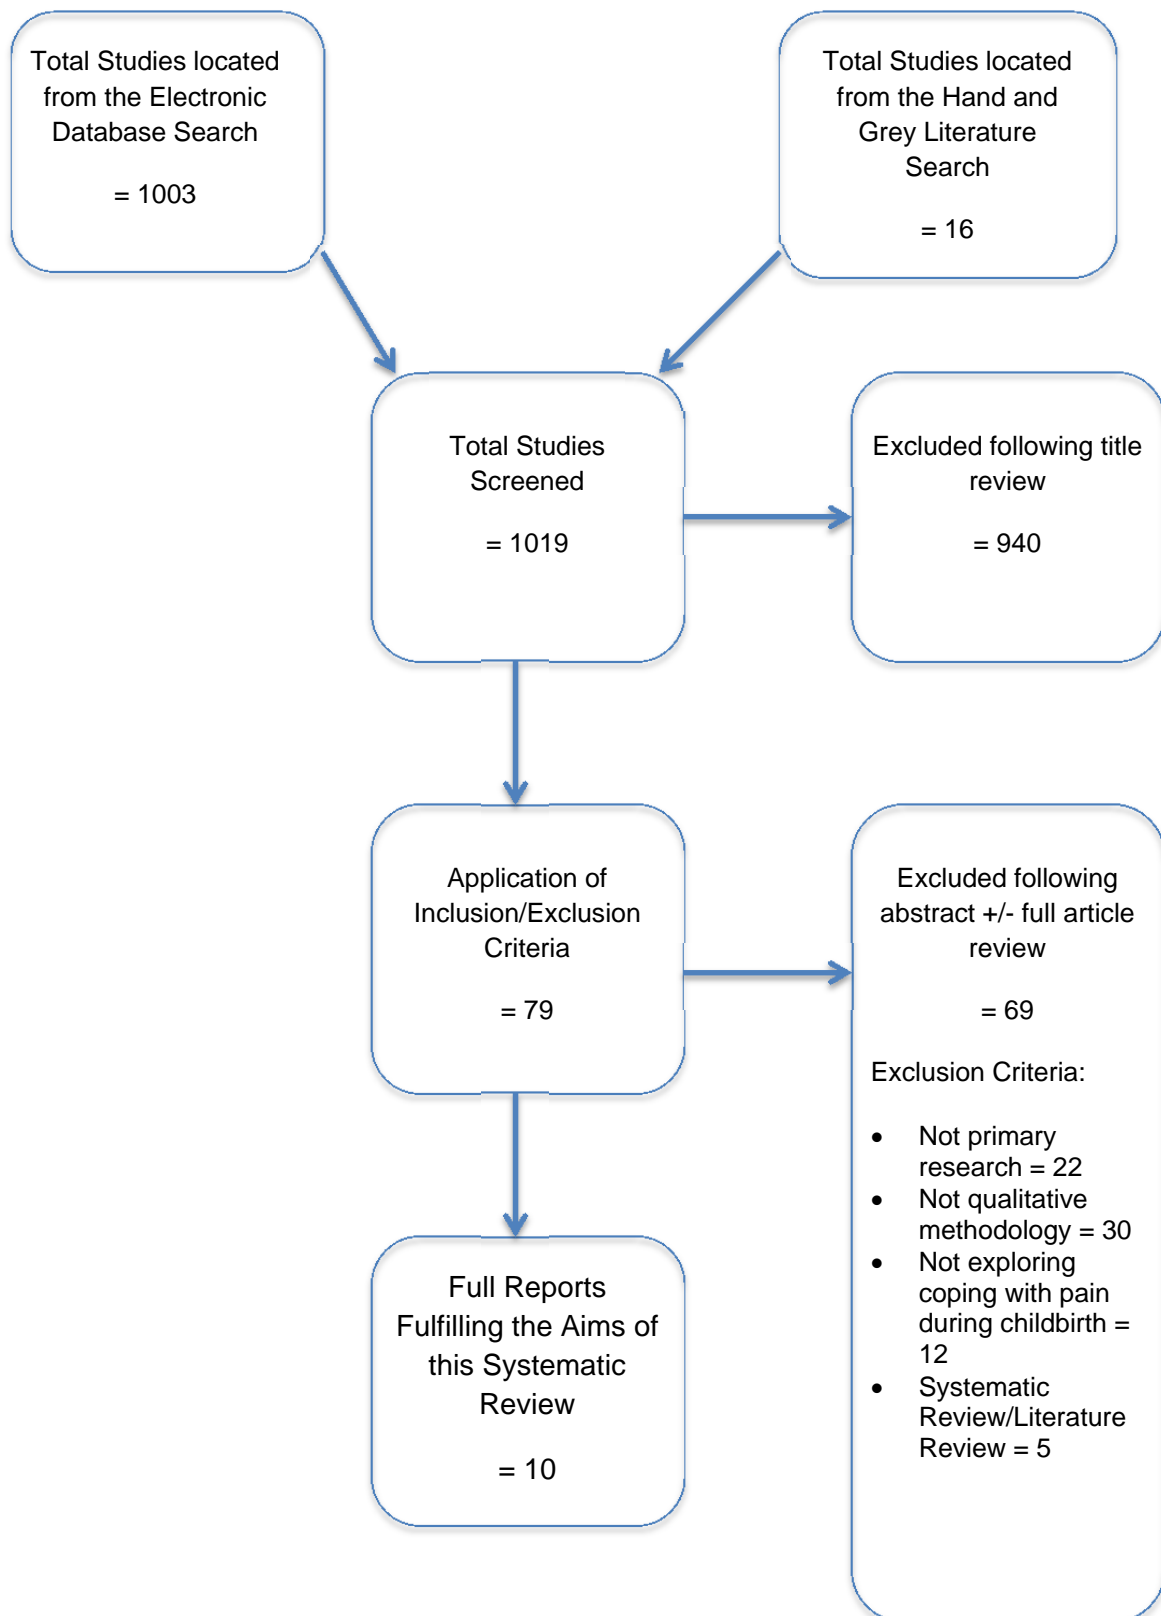 Total Studies located
from the Electronic
Database Search
= 1003
Total Studies located
from the Hand and
Grey Literature
Search
= 16
Total Studies
Screened
= 1019
Excluded following title
review
= 940
Application of
Inclusion/Exclusion
Criteria
= 79
Excluded following
abstract +/- full article
review
= 69
Exclusion Criteria:
• Not primary
research = 22
• Not qualitative
methodology = 30
• Not exploring
coping with pain
during childbirth =
12
• Systematic
Review/Literature
Review = 5
Full Reports
Fulfilling the Aims of
this Systematic
Review
= 10